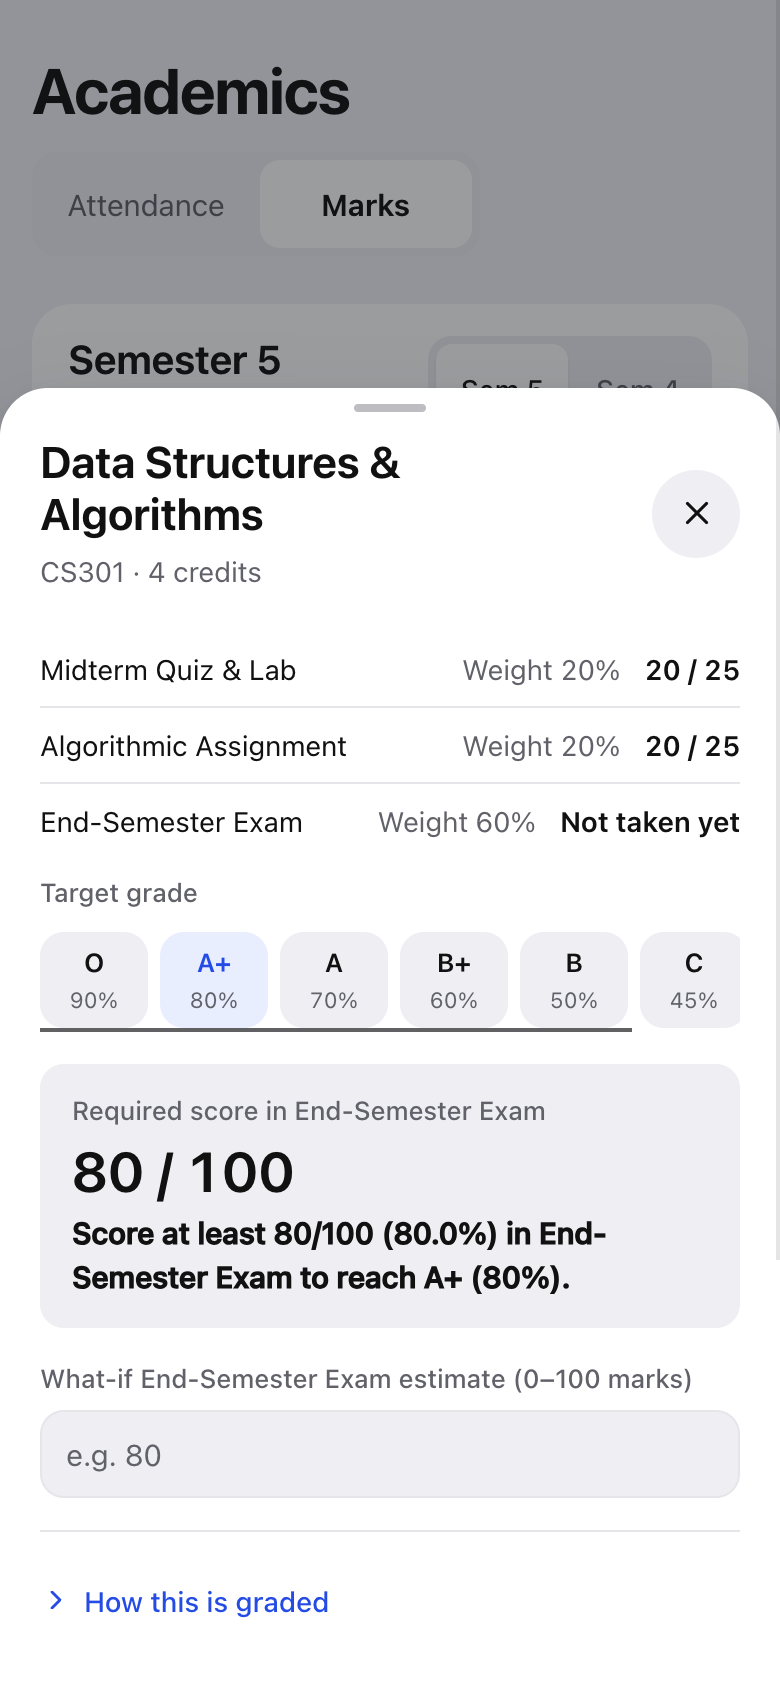 Academics
Attendance Marks
Semester 5 Sem 5 Sem 4
Data Structures &
Algorithms
CS301 · 4 credits
Midterm Quiz & Lab Weight 20% 20 / 25
Algorithmic Assignment Weight 20% 20 / 25
End-Semester Exam Weight 60% Not taken yet
Target grade
O A+ A B+ B C
90% 80% 70% 60% 50% 45%
Required score in End-Semester Exam
80 / 100
Score at least 80/100 (80.0%) in End-
Semester Exam to reach A+ (80%).
What-if End-Semester Exam estimate (0–100 marks)
e.g. 80
How this is graded